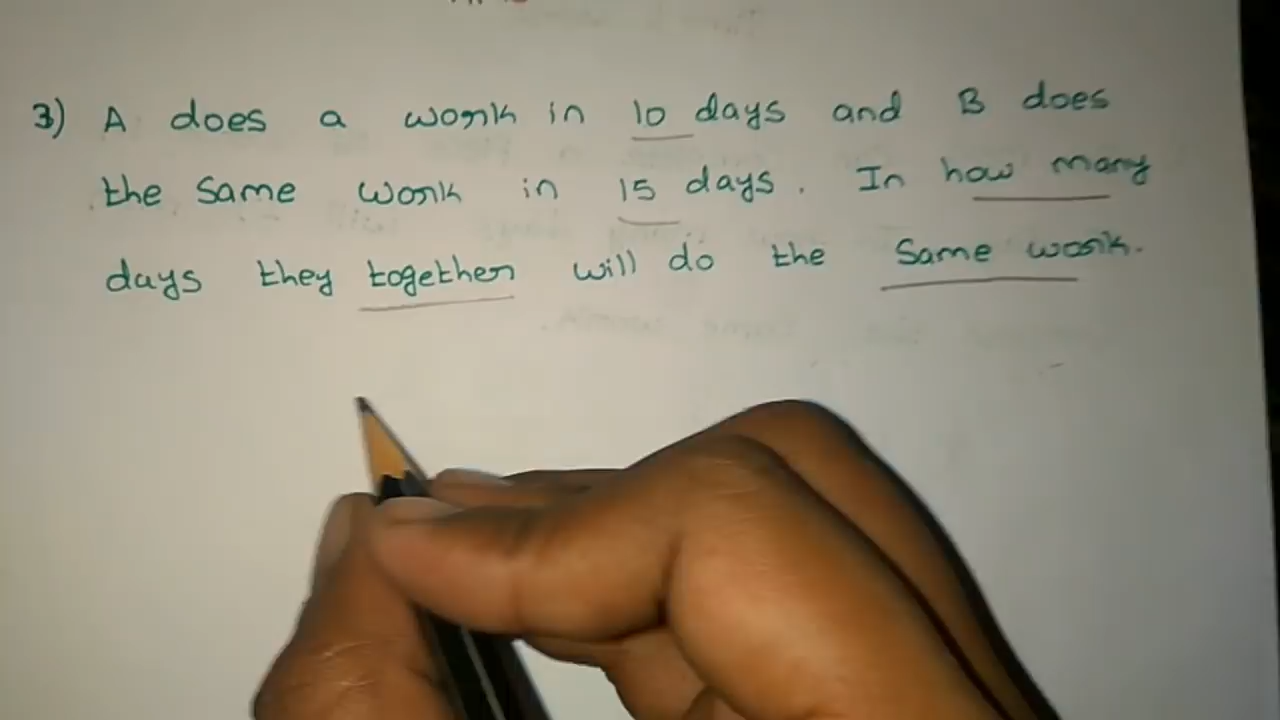 3) A does a work in 10 days and B does
the same work in 15 days. In how many
days they together will do the same work.